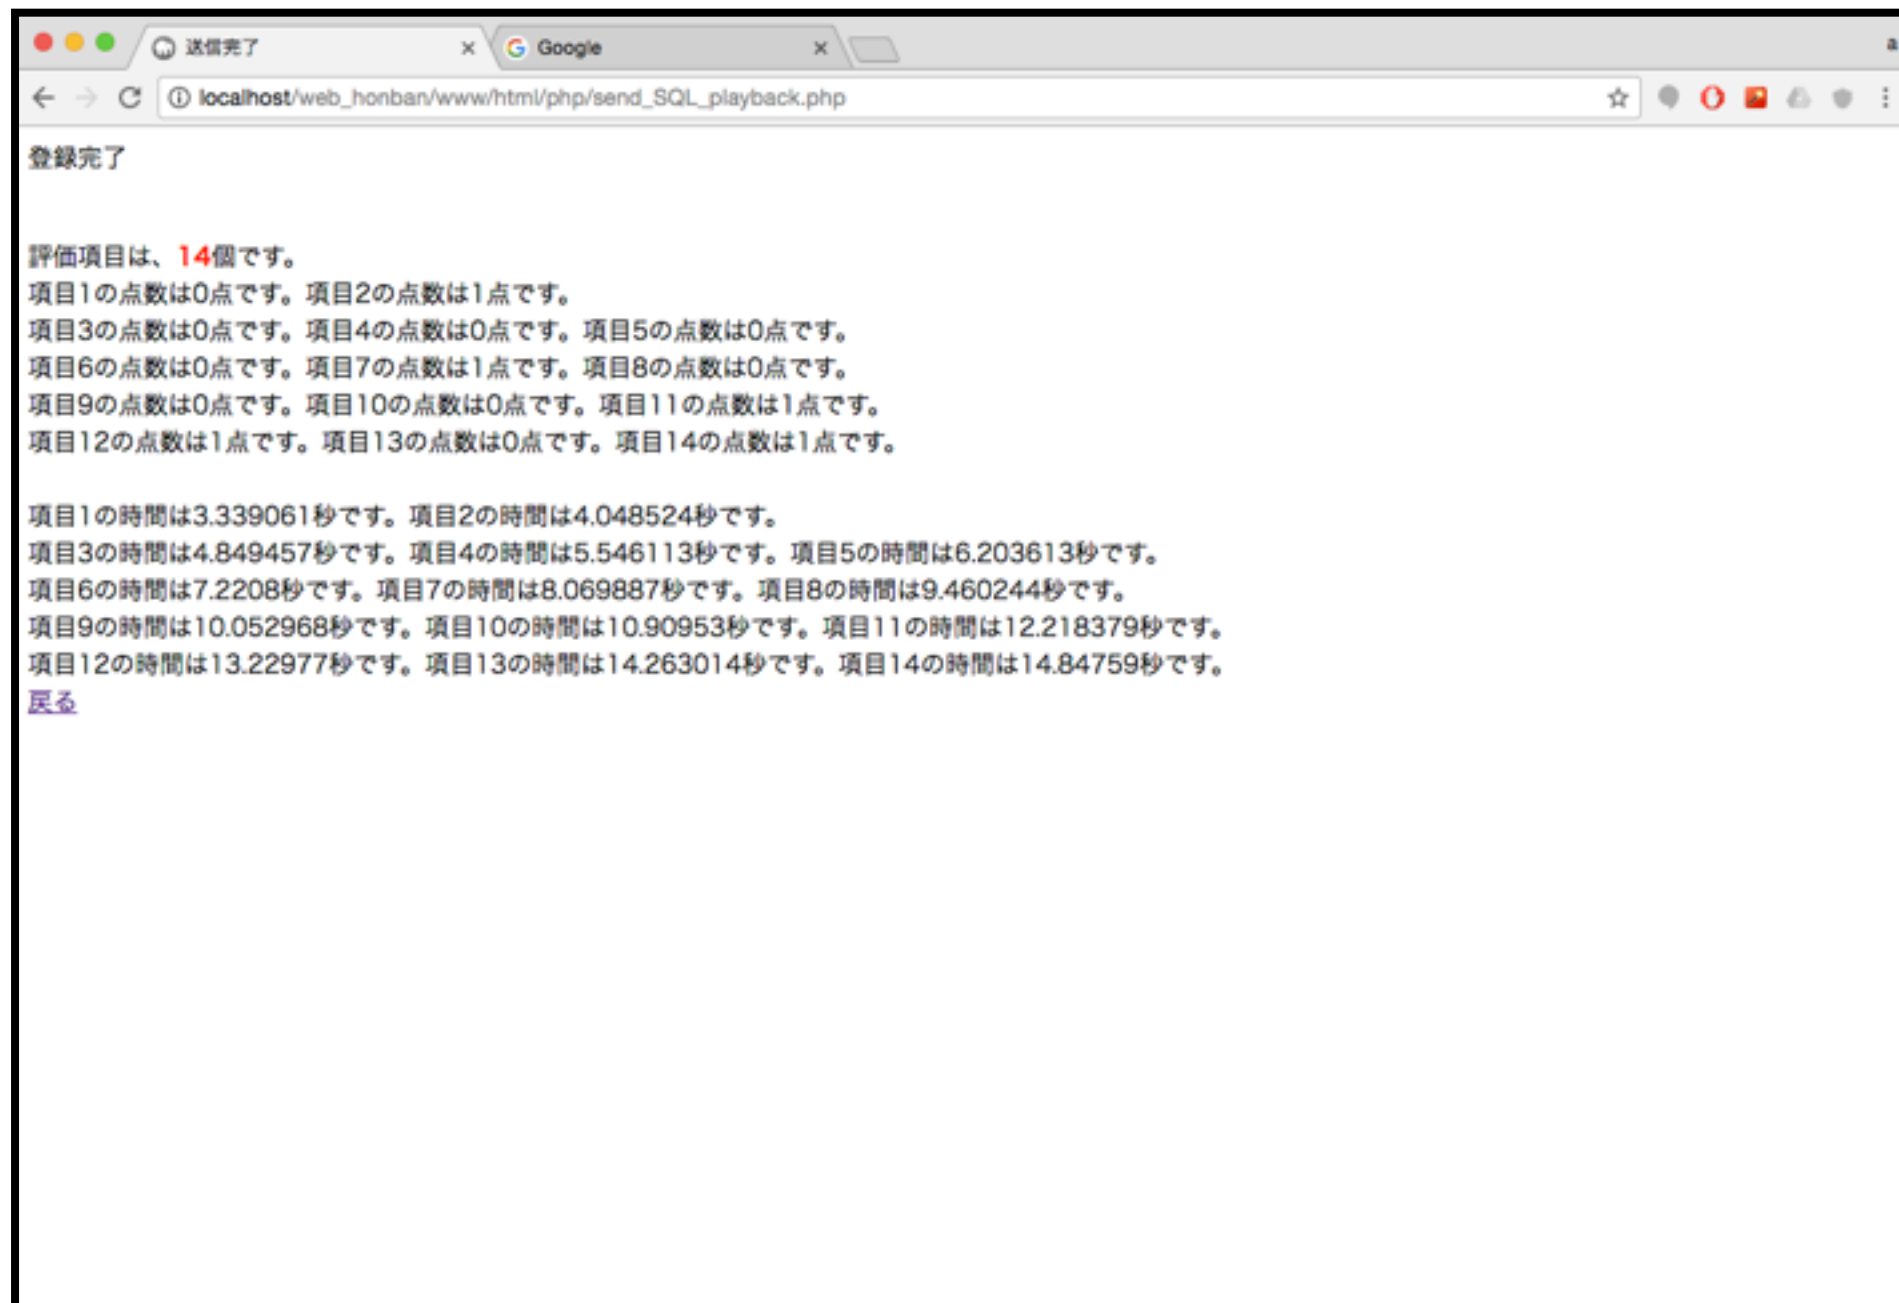 送信完了
Google
a
localhost/web_honban/www/html/php/send_SQL_playback.php
登録完了
評価項目は、14個です。
項目1の点数は0点です。項目2の点数は1点です。
項目3の点数は0点です。項目4の点数は0点です。項目5の点数は0点です。
項目6の点数は0点です。項目7の点数は1点です。項目8の点数は0点です。
項目9の点数は0点です。項目10の点数は0点です。項目11の点数は1点です。
項目12の点数は1点です。項目13の点数は0点です。項目14の点数は1点です。
項目1の時間は3.339061秒です。項目2の時間は4.048524秒です。
項目3の時間は4.849457秒です。項目4の時間は5.546113秒です。項目5の時間は6.203613秒です。
項目6の時間は7.2208秒です。項目7の時間は8.069887秒です。項目8の時間は9.460244秒です。
項目9の時間は10.052968秒です。項目10の時間は10.90953秒です。項目11の時間は12.218379秒です。
項目12の時間は13.22977秒です。項目13の時間は14.263014秒です。項目14の時間は14.84759秒です。
戻る